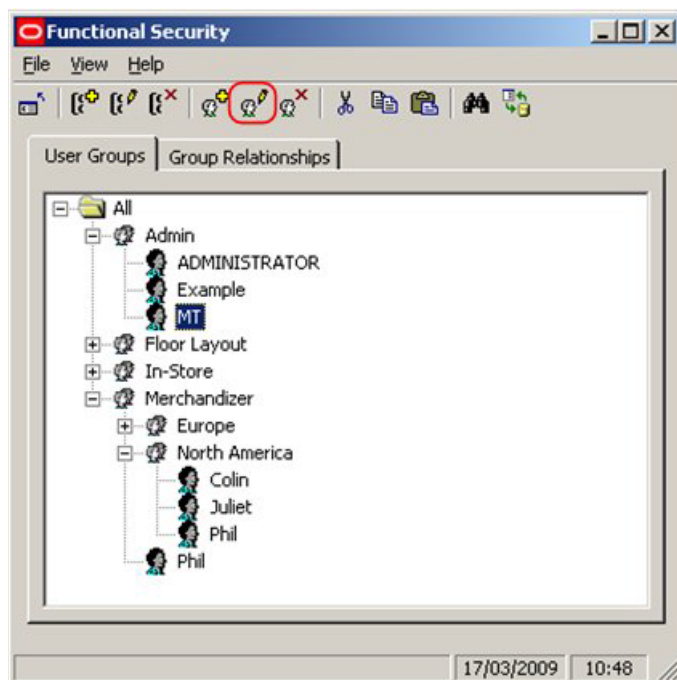 Functional Security
File View Help
User Groups Group Relationships
All
Admin
ADMINISTRATOR
Example
MT
Floor Layout
In-Store
Merchandizer
Europe
North America
Colin
Juliet
Phil
Phil
17/03/2009 10:48